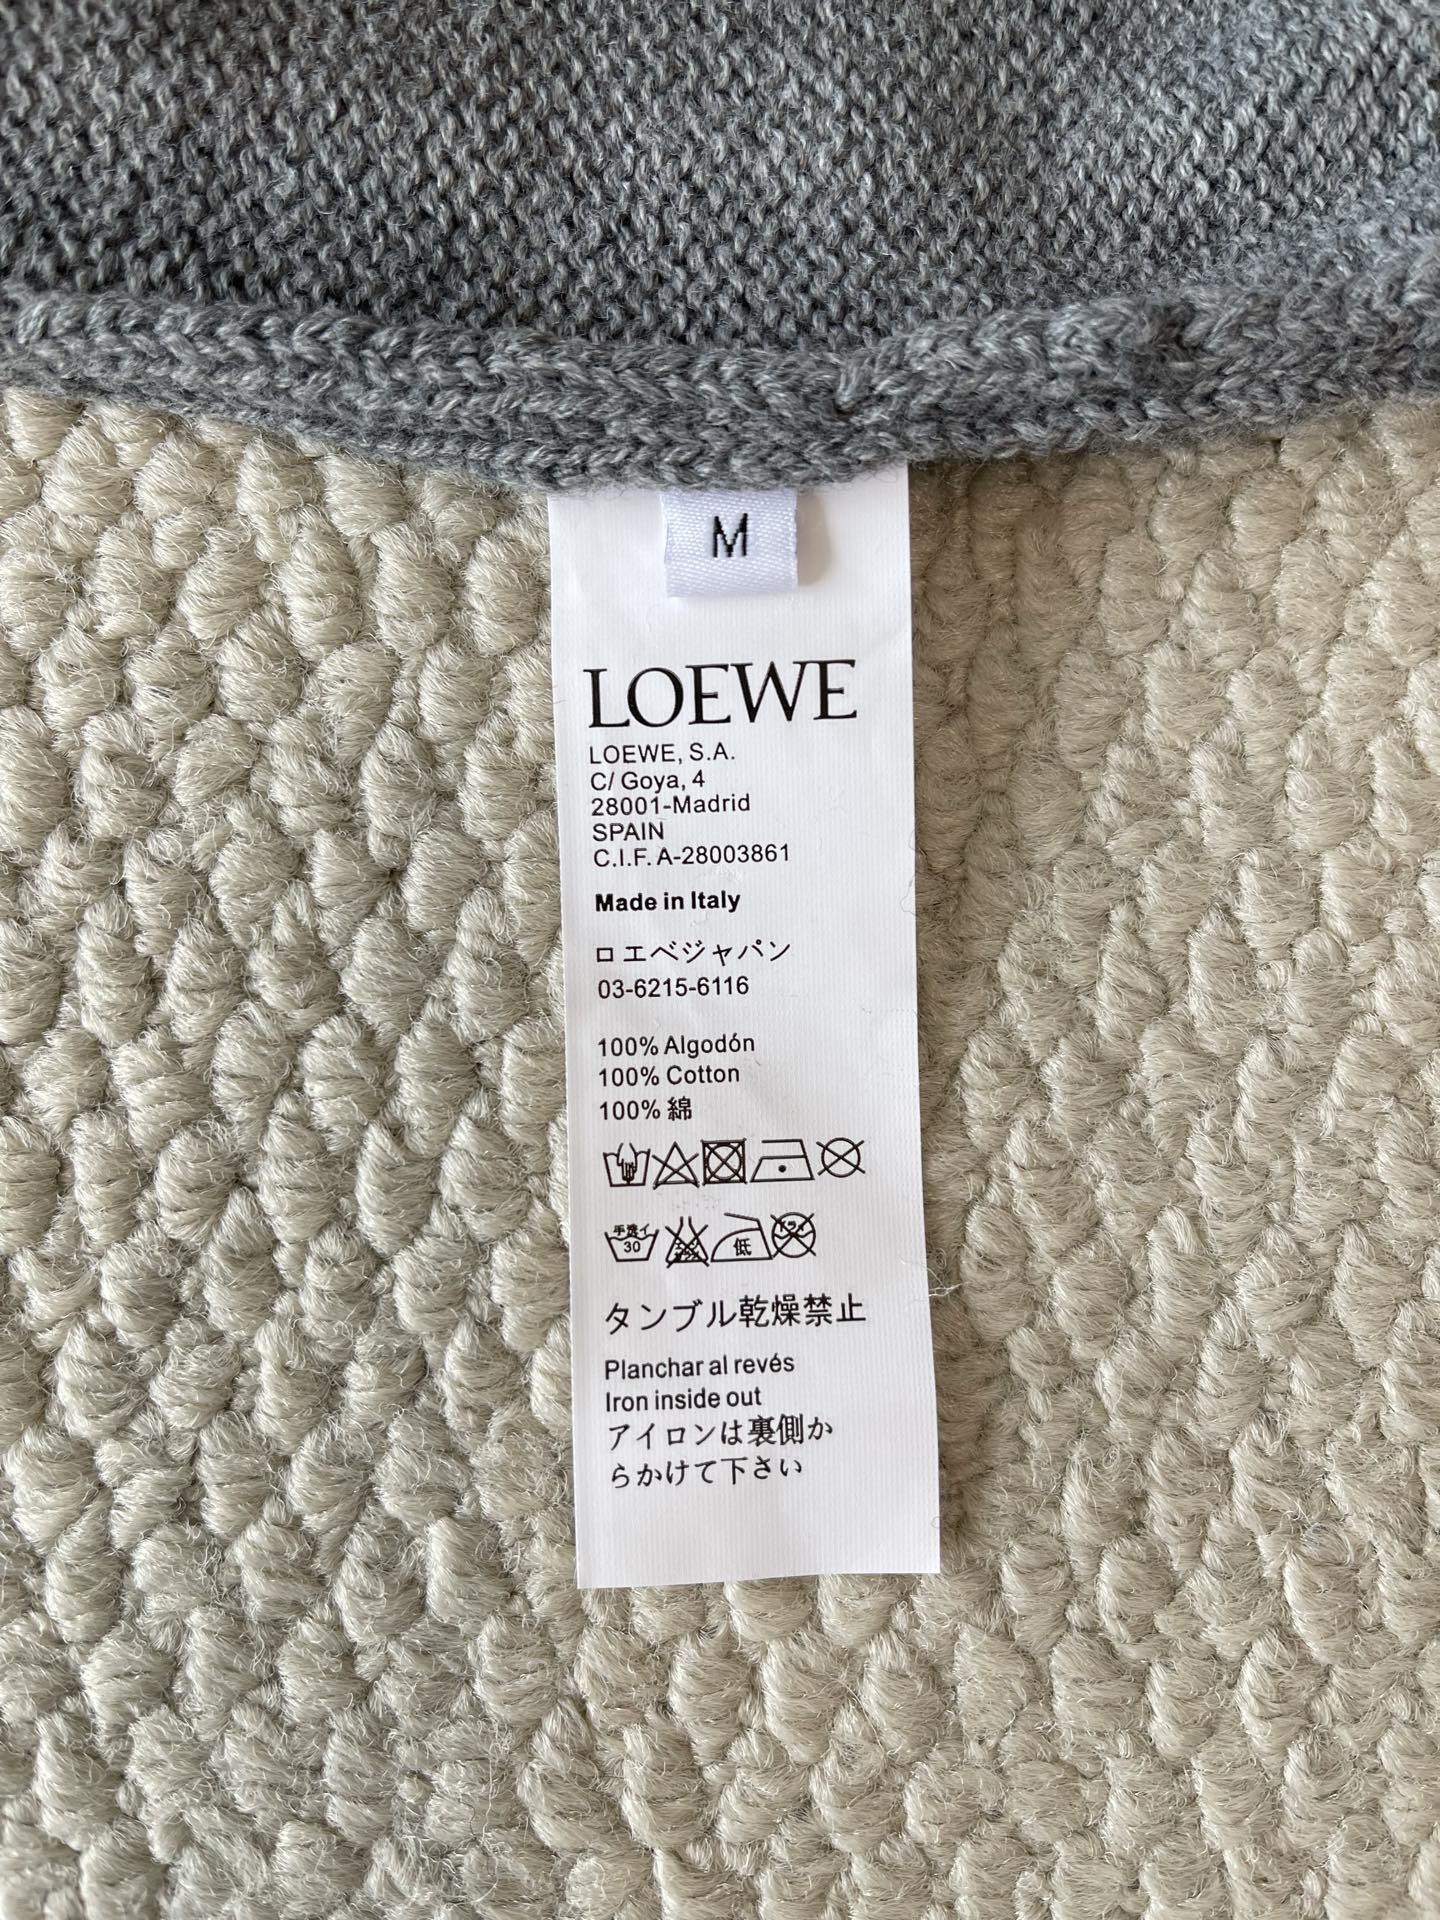 M
LOEWE
LOEWE, S.A.
C/ Goya, 4
28001-Madrid
SPAIN
C.I.F. A-28003861
Made in Italy
ロエベジャパン
03-6215-6116
100% Algodón
100% Cotton
100% 綿
手洗イ
30
低
タンブル乾燥禁止
Planchar al revés
Iron inside out
アイロンは裏側か
らかけて下さい